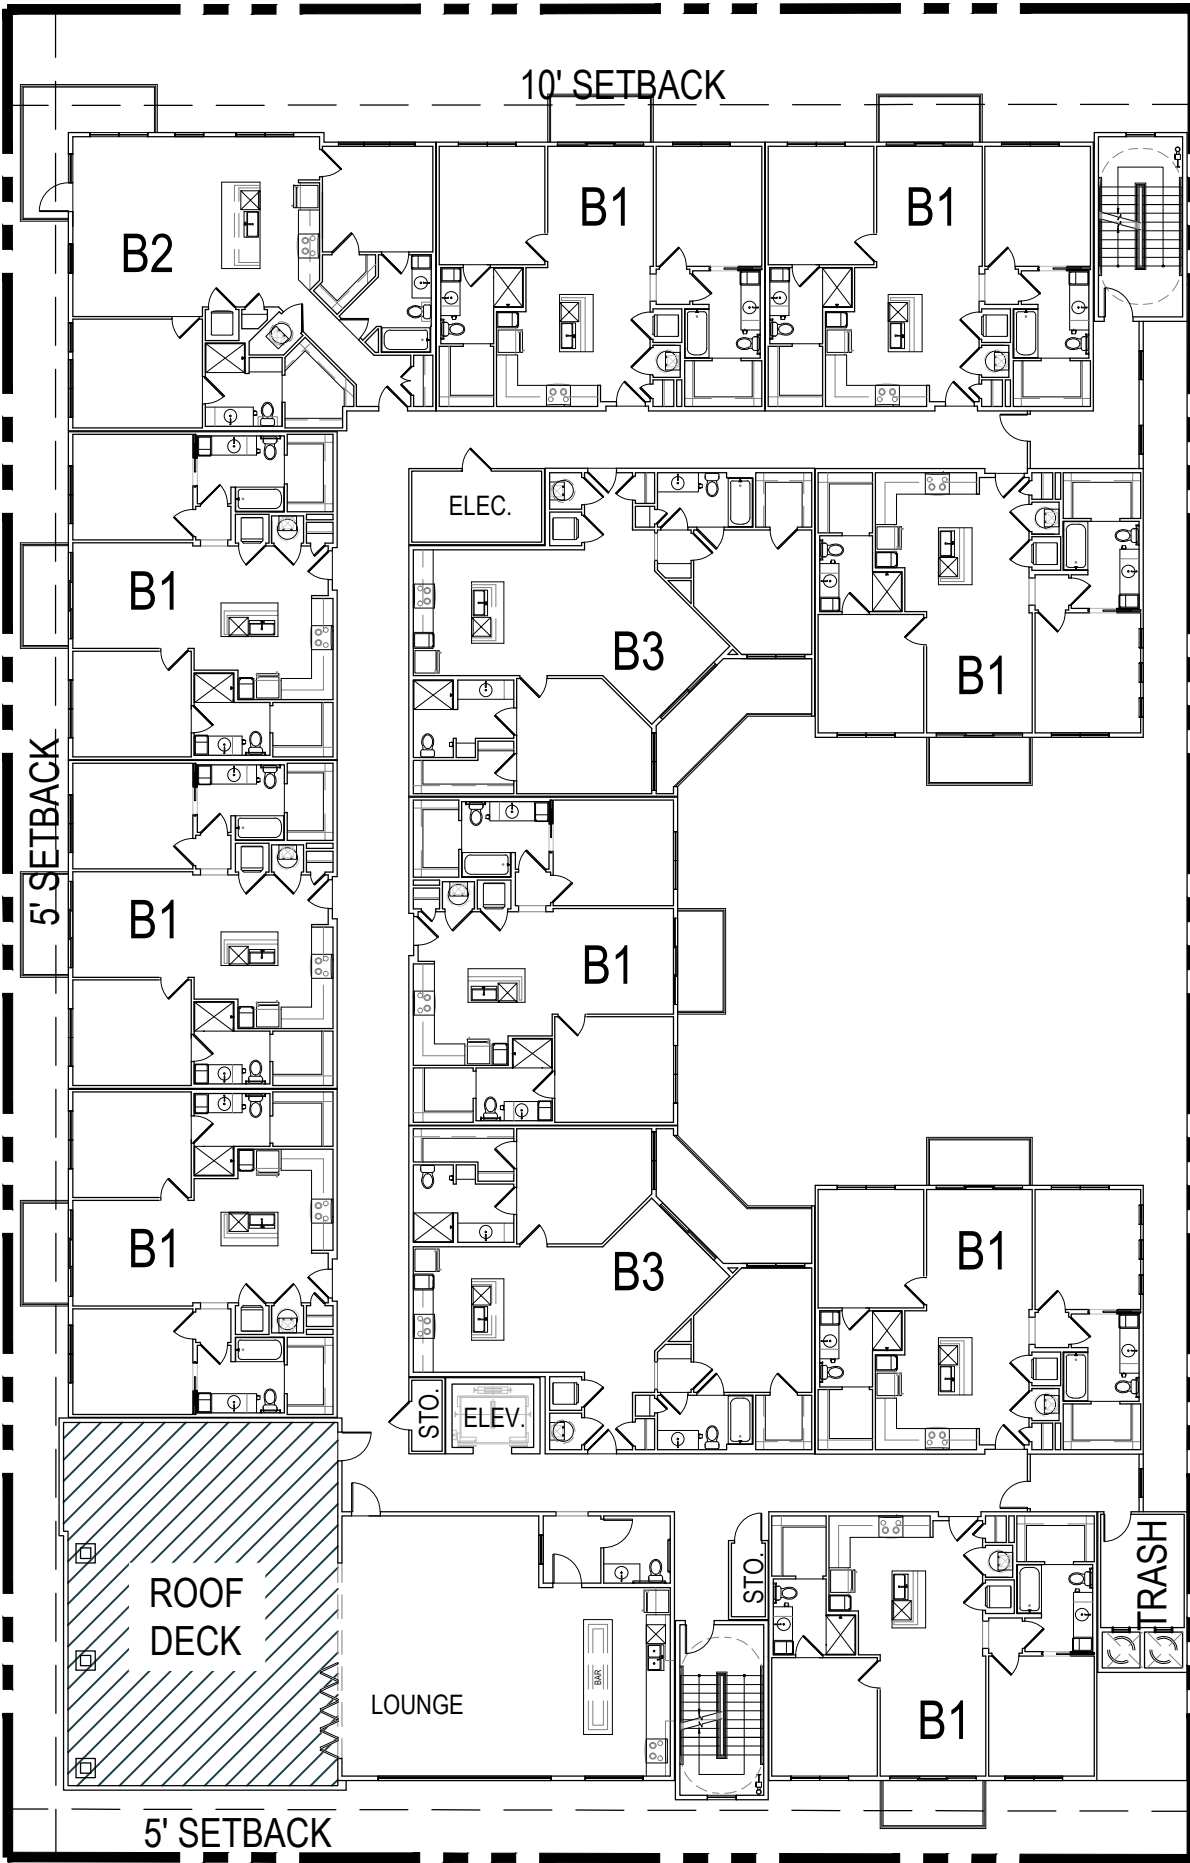 10' SETBACK
B1
B1
B2
ELEC.
B1
B3
B1
5' SETBACK
B1
B1
B1
B3
B1
STO.
ELEV.
ROOF
DECK
STO.
TRASH
BAR
LOUNGE
B1
5' SETBACK